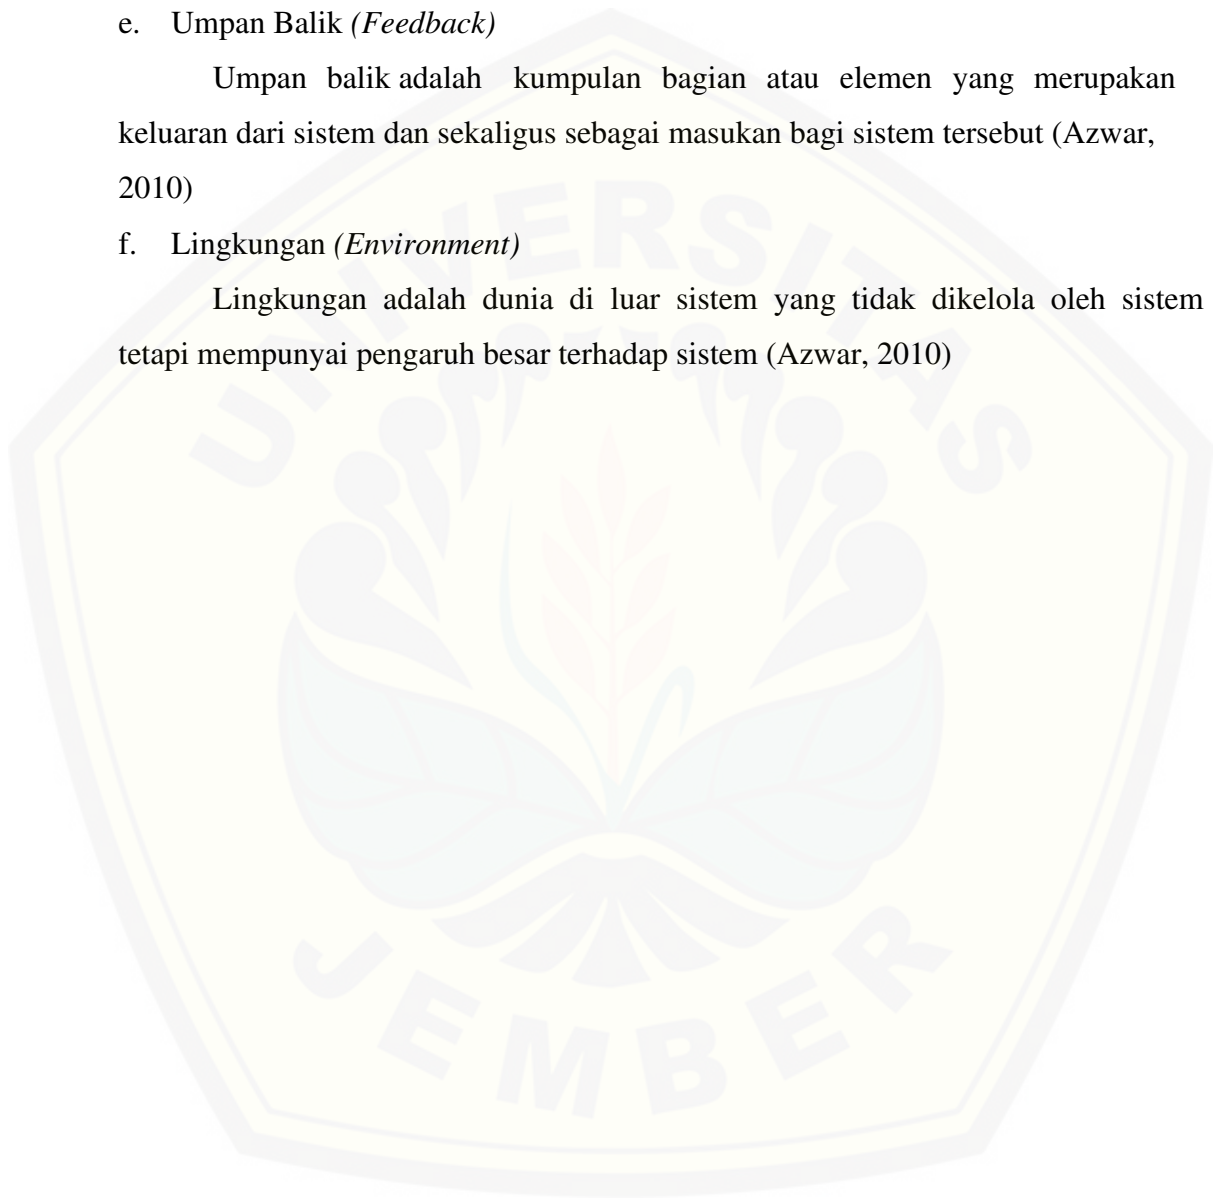 e. Umpan Balik (Feedback)
Umpan balik adalah kumpulan bagian atau elemen yang merupakan
keluaran dari sistem dan sekaligus sebagai masukan bagi sistem tersebut (Azwar,
2010)
f. Lingkungan (Environment)
Lingkungan adalah dunia di luar sistem yang tidak dikelola oleh sistem
tetapi mempunyai pengaruh besar terhadap sistem (Azwar, 2010)
UNIVERSITAS
JEMBER